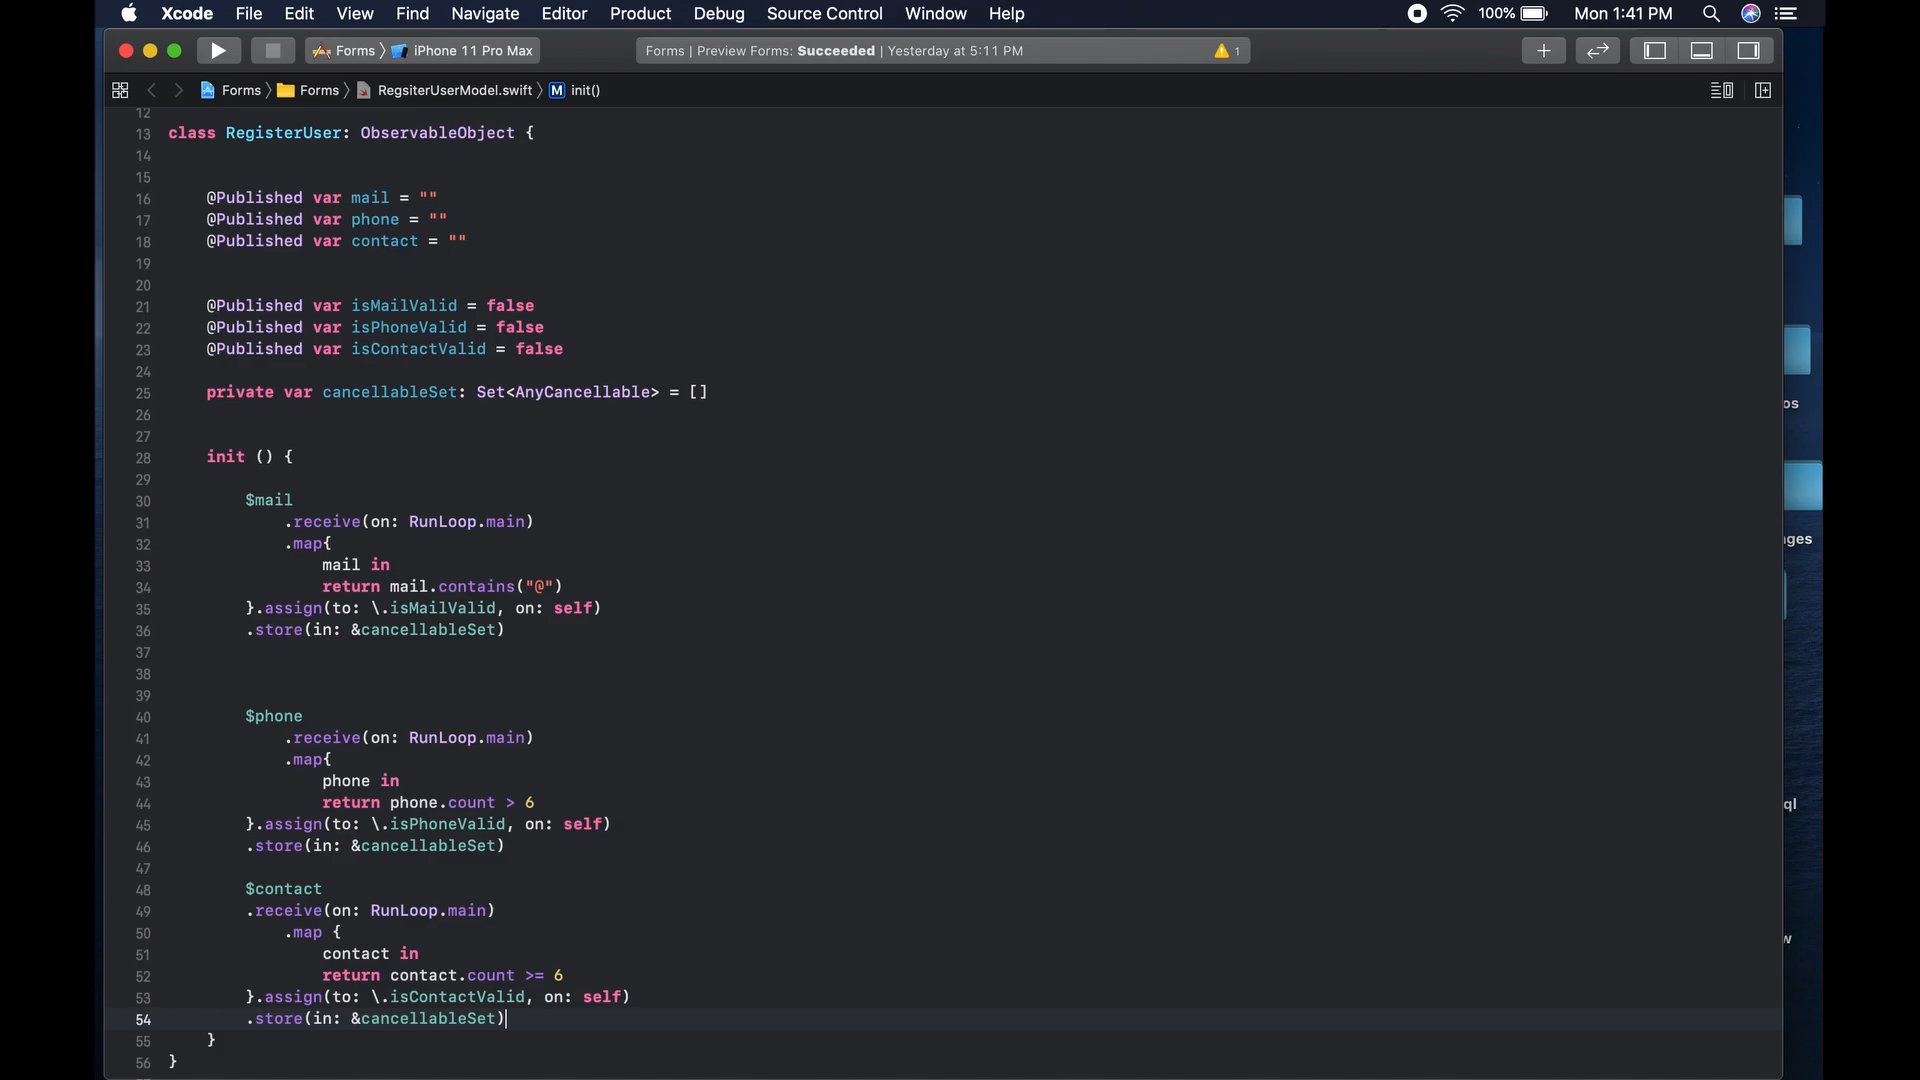 Xcode File Edit View Find Navigate Editor Product Debug Source Control Window Help 100% Mon 1:41 PM
Forms iPhone 11 Pro Max Forms | Preview Forms: Succeeded | Yesterday at 5:11 PM 1
Forms Forms RegsiterUserModel.swift M init()
12
13 class RegisterUser: ObservableObject {
14
15
16 @Published var mail = ""
17 @Published var phone = ""
18 @Published var contact = ""
19
20
21 @Published var isMailValid = false
22 @Published var isPhoneValid = false
23 @Published var isContactValid = false
24
25 private var cancellableSet: Set<AnyCancellable> = []
26
27
28 init () {
29
30 $mail
31 .receive(on: RunLoop.main)
32 .map{
33 mail in
34 return mail.contains("@")
35 }.assign(to: \.isMailValid, on: self)
36 .store(in: &cancellableSet)
37
38
39
40 $phone
41 .receive(on: RunLoop.main)
42 .map{
43 phone in
44 return phone.count > 6
45 }.assign(to: \.isPhoneValid, on: self)
46 .store(in: &cancellableSet)
47
48 $contact
49 .receive(on: RunLoop.main)
50 .map {
51 contact in
52 return contact.count >= 6
53 }.assign(to: \.isContactValid, on: self)
54 .store(in: &cancellableSet)
55 }
56 }